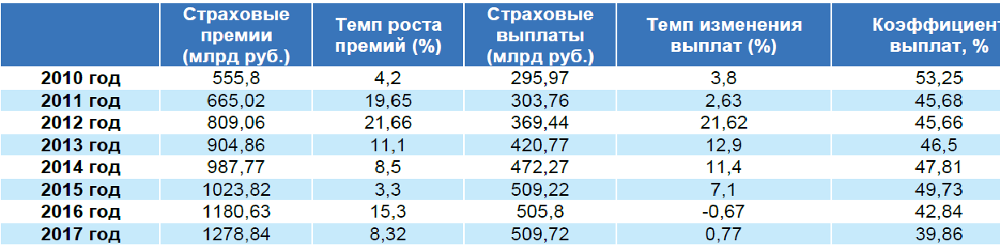 Страховые премии (млрд руб.) Темп роста премий (%) Страховые выплаты (млрд руб.) Темп изменения выплат (%) Коэффициент выплат, %
2010 год 555,8 4,2 295,97 3,8 53,25
2011 год 665,02 19,65 303,76 2,63 45,68
2012 год 809,06 21,66 369,44 21,62 45,66
2013 год 904,86 11,1 420,77 12,9 46,5
2014 год 987,77 8,5 472,27 11,4 47,81
2015 год 1023,82 3,3 509,22 7,1 49,73
2016 год 1180,63 15,3 505,8 -0,67 42,84
2017 год 1278,84 8,32 509,72 0,77 39,86